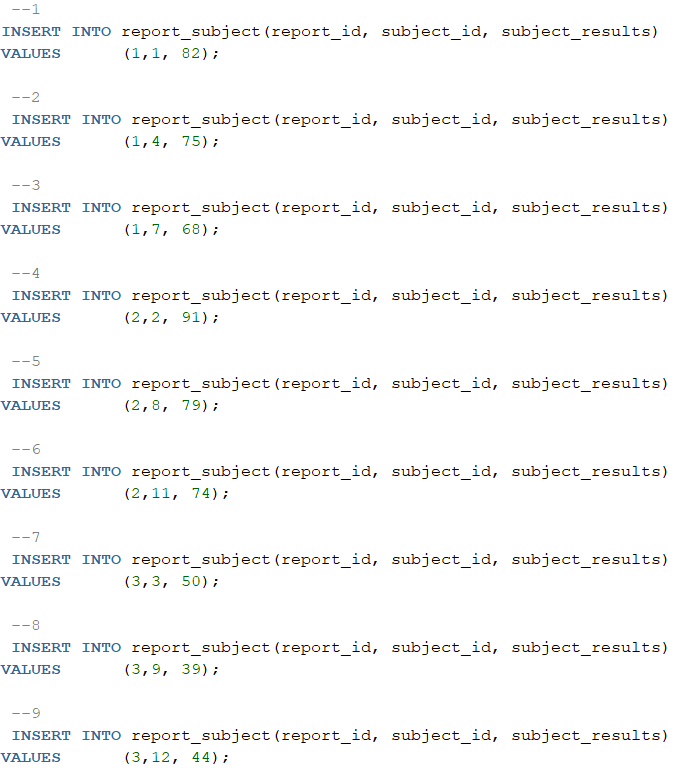 --1
INSERT INTO report_subject(report_id, subject_id, subject_results)
VALUES (1,1, 82);
--2
INSERT INTO report_subject(report_id, subject_id, subject_results)
VALUES (1,4, 75);
--3
INSERT INTO report_subject(report_id, subject_id, subject_results)
VALUES (1,7, 68);
--4
INSERT INTO report_subject(report_id, subject_id, subject_results)
VALUES (2,2, 91);
--5
INSERT INTO report_subject(report_id, subject_id, subject_results)
VALUES (2,8, 79);
--6
INSERT INTO report_subject(report_id, subject_id, subject_results)
VALUES (2,11, 74);
--7
INSERT INTO report_subject(report_id, subject_id, subject_results)
VALUES (3,3, 50);
--8
INSERT INTO report_subject(report_id, subject_id, subject_results)
VALUES (3,9, 39);
--9
INSERT INTO report_subject(report_id, subject_id, subject_results)
VALUES (3,12, 44);